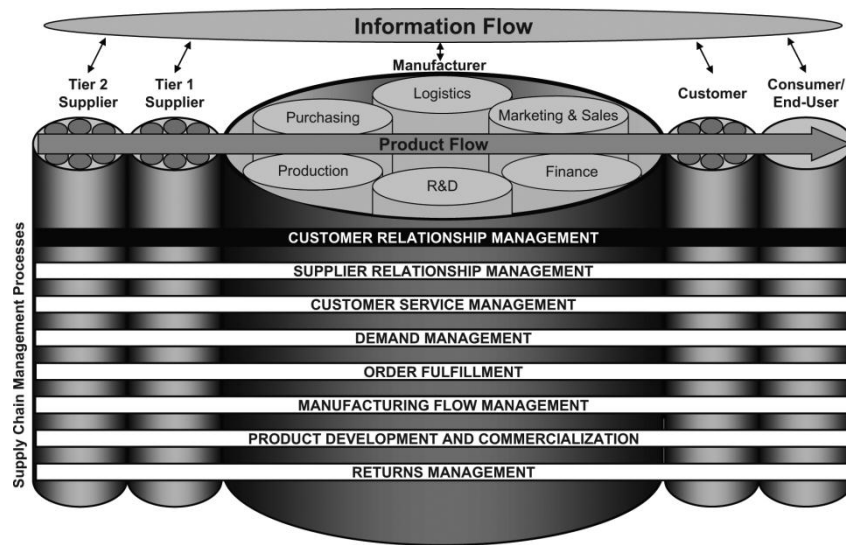 Information Flow
Tier 2
Supplier
Tier 1
Supplier
Manufacturer
Customer
Consumer/
End-User
Logistics
Purchasing
Marketing & Sales
Product Flow
Production
R&D
Finance
Supply Chain Management Processes
CUSTOMER RELATIONSHIP MANAGEMENT
SUPPLIER RELATIONSHIP MANAGEMENT
CUSTOMER SERVICE MANAGEMENT
DEMAND MANAGEMENT
ORDER FULFILLMENT
MANUFACTURING FLOW MANAGEMENT
PRODUCT DEVELOPMENT AND COMMERCIALIZATION
RETURNS MANAGEMENT